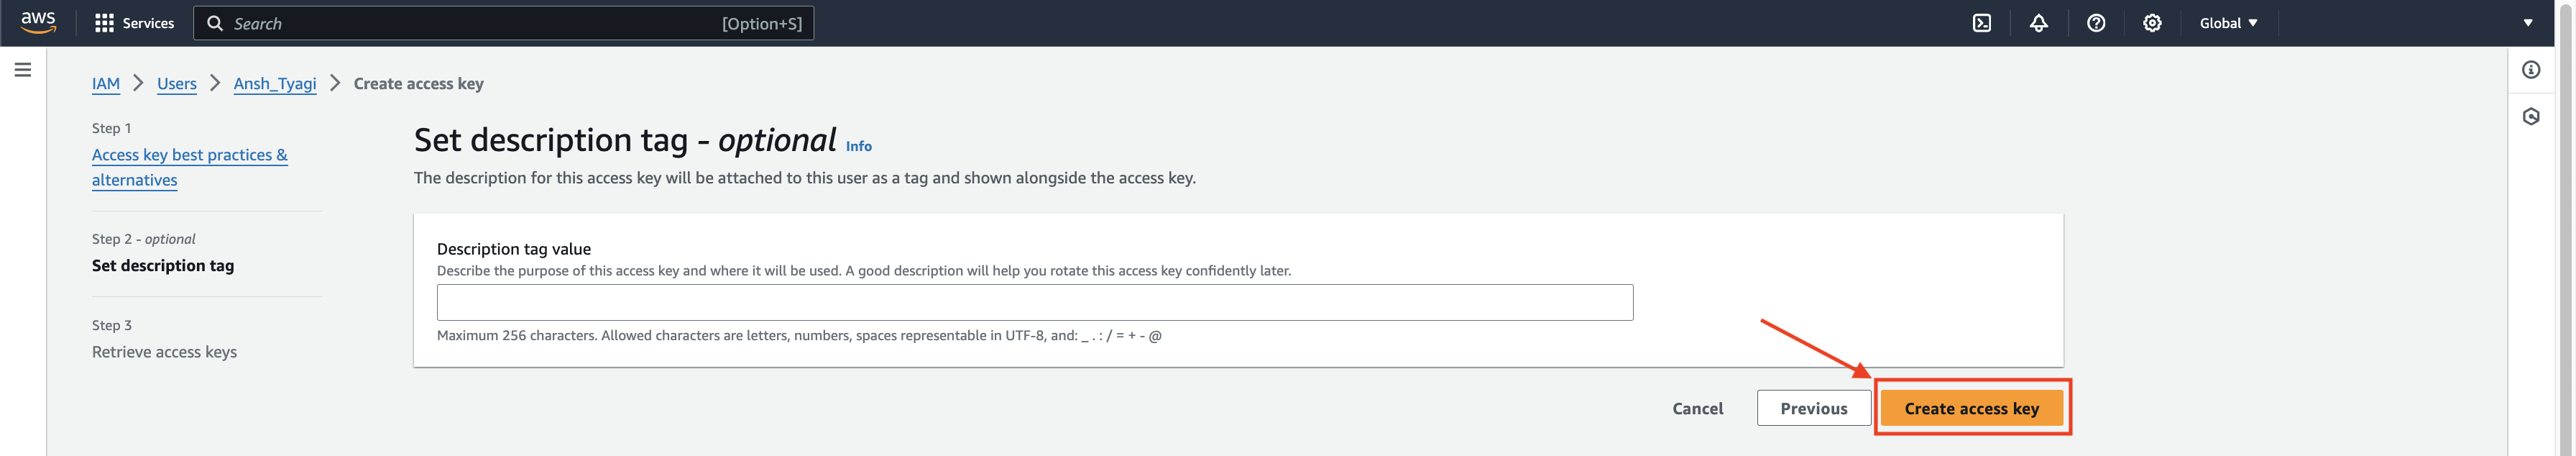 aws
Services
Search
[Option+S]
Global
IAM > Users > Ansh_Tyagi > Create access key
Step 1
Access key best practices &
alternatives
Step 2 - optional
Set description tag
Step 3
Retrieve access keys
Set description tag - optional Info
The description for this access key will be attached to this user as a tag and shown alongside the access key.
Description tag value
Describe the purpose of this access key and where it will be used. A good description will help you rotate this access key confidently later.
Maximum 256 characters. Allowed characters are letters, numbers, spaces representable in UTF-8, and: _ . : / = + - @
Cancel
Previous
Create access key